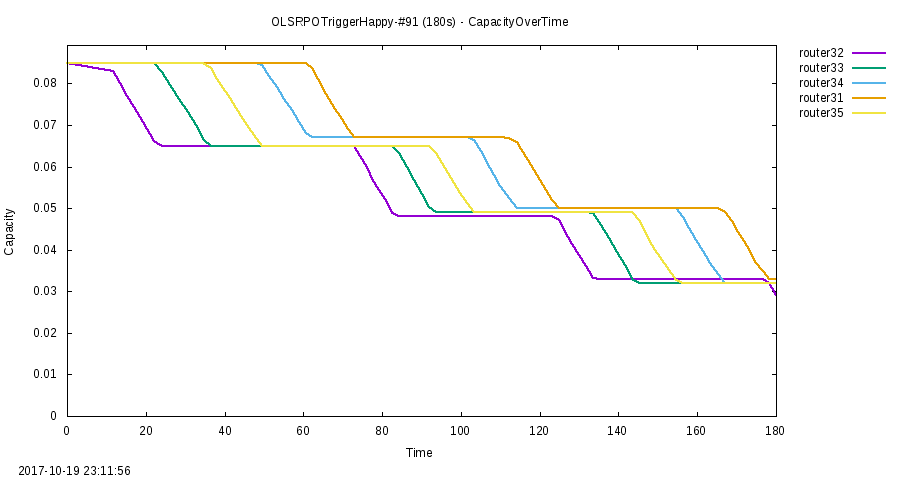 OLSRPOTriggerHappy-#91 (180s) - CapacityOverTime
router32
router33
router34
router31
router35
0.08
0.07
0.06
0.05
0.04
0.03
0.02
0.01
0
Capacity
0 20 40 60 80 100 120 140 160 180
Time
2017-10-19 23:11:56